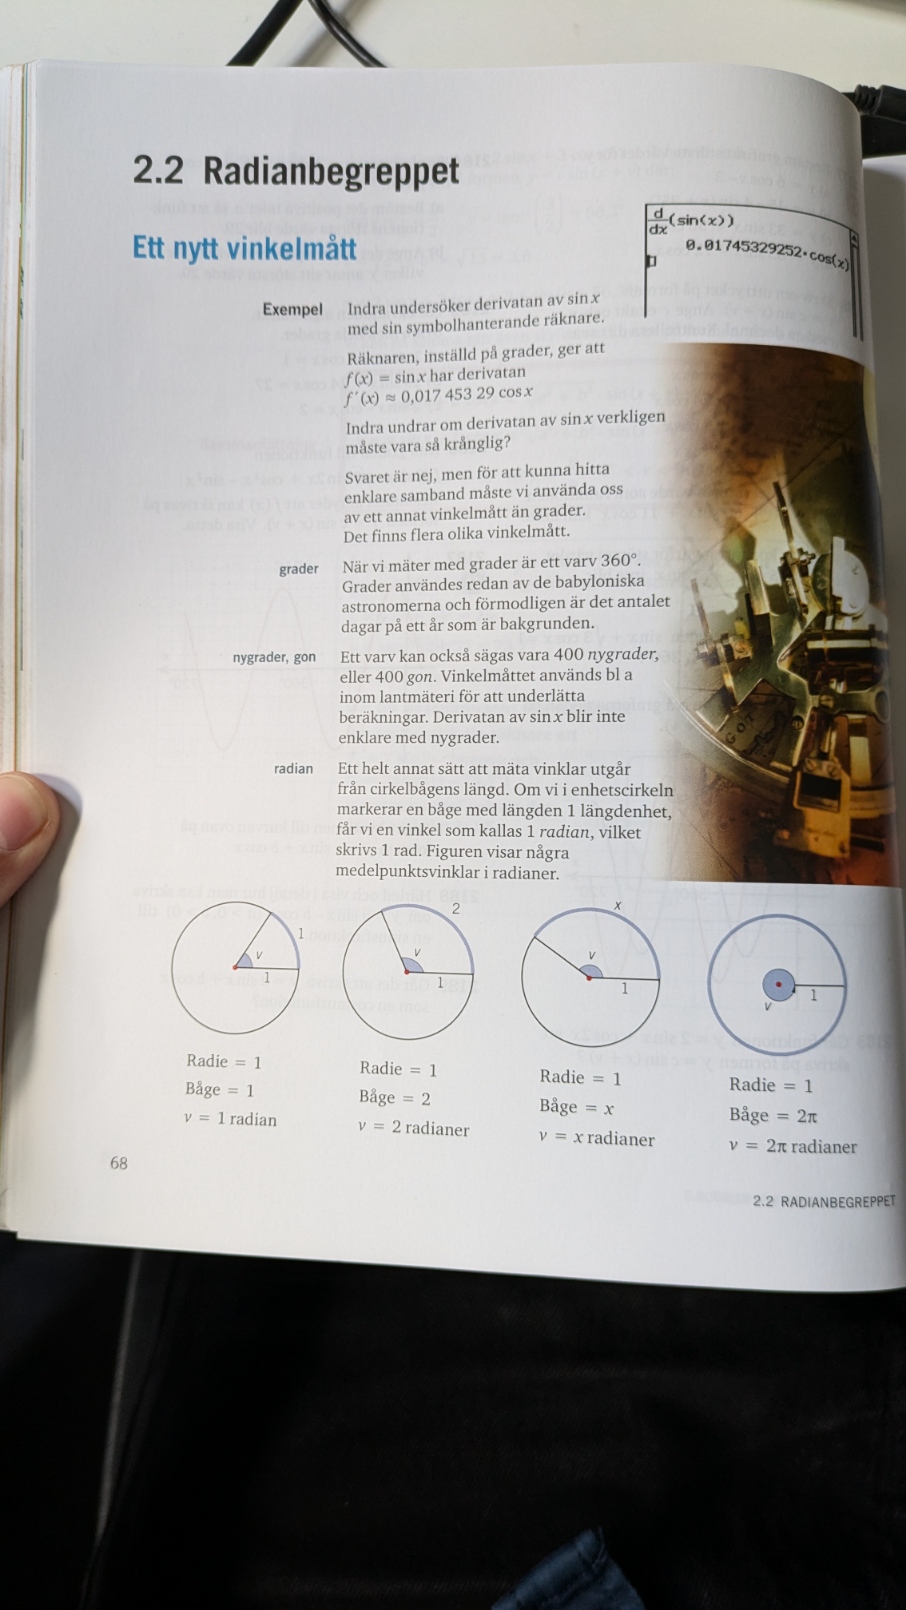 2.2 Radianbegreppet
d/dx (sin(x))
0.01745329252·cos(x)
Ett nytt vinkelmått
Exempel Indra undersöker derivatan av sin x
med sin symbolhanterande räknare.
Räknaren, inställd på grader, ger att
f(x) = sin x har derivatan
f´(x) ≈ 0,017 453 29 cos x
Indra undrar om derivatan av sin x verkligen
måste vara så krånglig?
Svaret är nej, men för att kunna hitta
enklare samband måste vi använda oss
av ett annat vinkelmått än grader.
Det finns flera olika vinkelmått.
grader När vi mäter med grader är ett varv 360°.
Grader användes redan av de babyloniska
astronomerna och förmodligen är det antalet
dagar på ett år som är bakgrunden.
nygrader, gon Ett varv kan också sägas vara 400 nygrader,
eller 400 gon. Vinkelmåttet används bl a
inom lantmäteri för att underlätta
beräkningar. Derivatan av sin x blir inte
enklare med nygrader.
radian Ett helt annat sätt att mäta vinklar utgår
från cirkelbågens längd. Om vi i enhetscirkeln
markerar en båge med längden 1 längdenhet,
får vi en vinkel som kallas 1 radian, vilket
skrivs 1 rad. Figuren visar några
medelpunktsvinklar i radianer.
1
v
1
2
v
1
x
v
1
v
1
Radie = 1
Båge = 1
v = 1 radian
Radie = 1
Båge = 2
v = 2 radianer
Radie = 1
Båge = x
v = x radianer
Radie = 1
Båge = 2π
v = 2π radianer
68
2.2 RADIANBEGREPPET